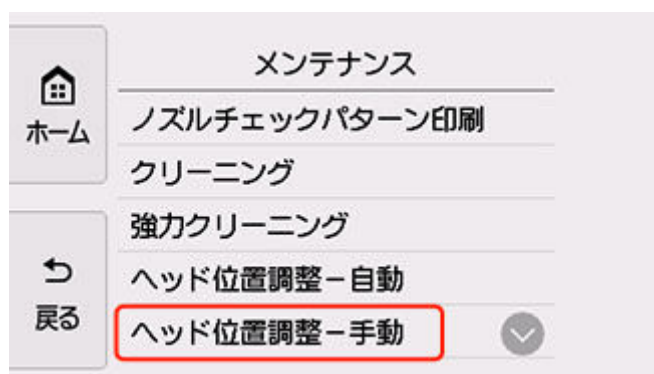 メンテナンス
ホーム
ノズルチェックパターン印刷
クリーニング
強力クリーニング
ヘッド位置調整－自動
戻る
ヘッド位置調整－手動